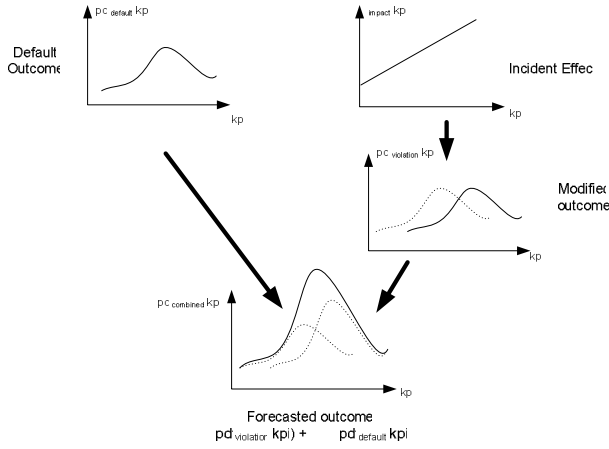 pc default kp
impact kp
Default
Outcome
Incident Effec
kp
kp
pc violation kp
Modified
outcome
kp
pc combined kp
kp
Forecasted outcome
pd violation kpi) + pd default kpi